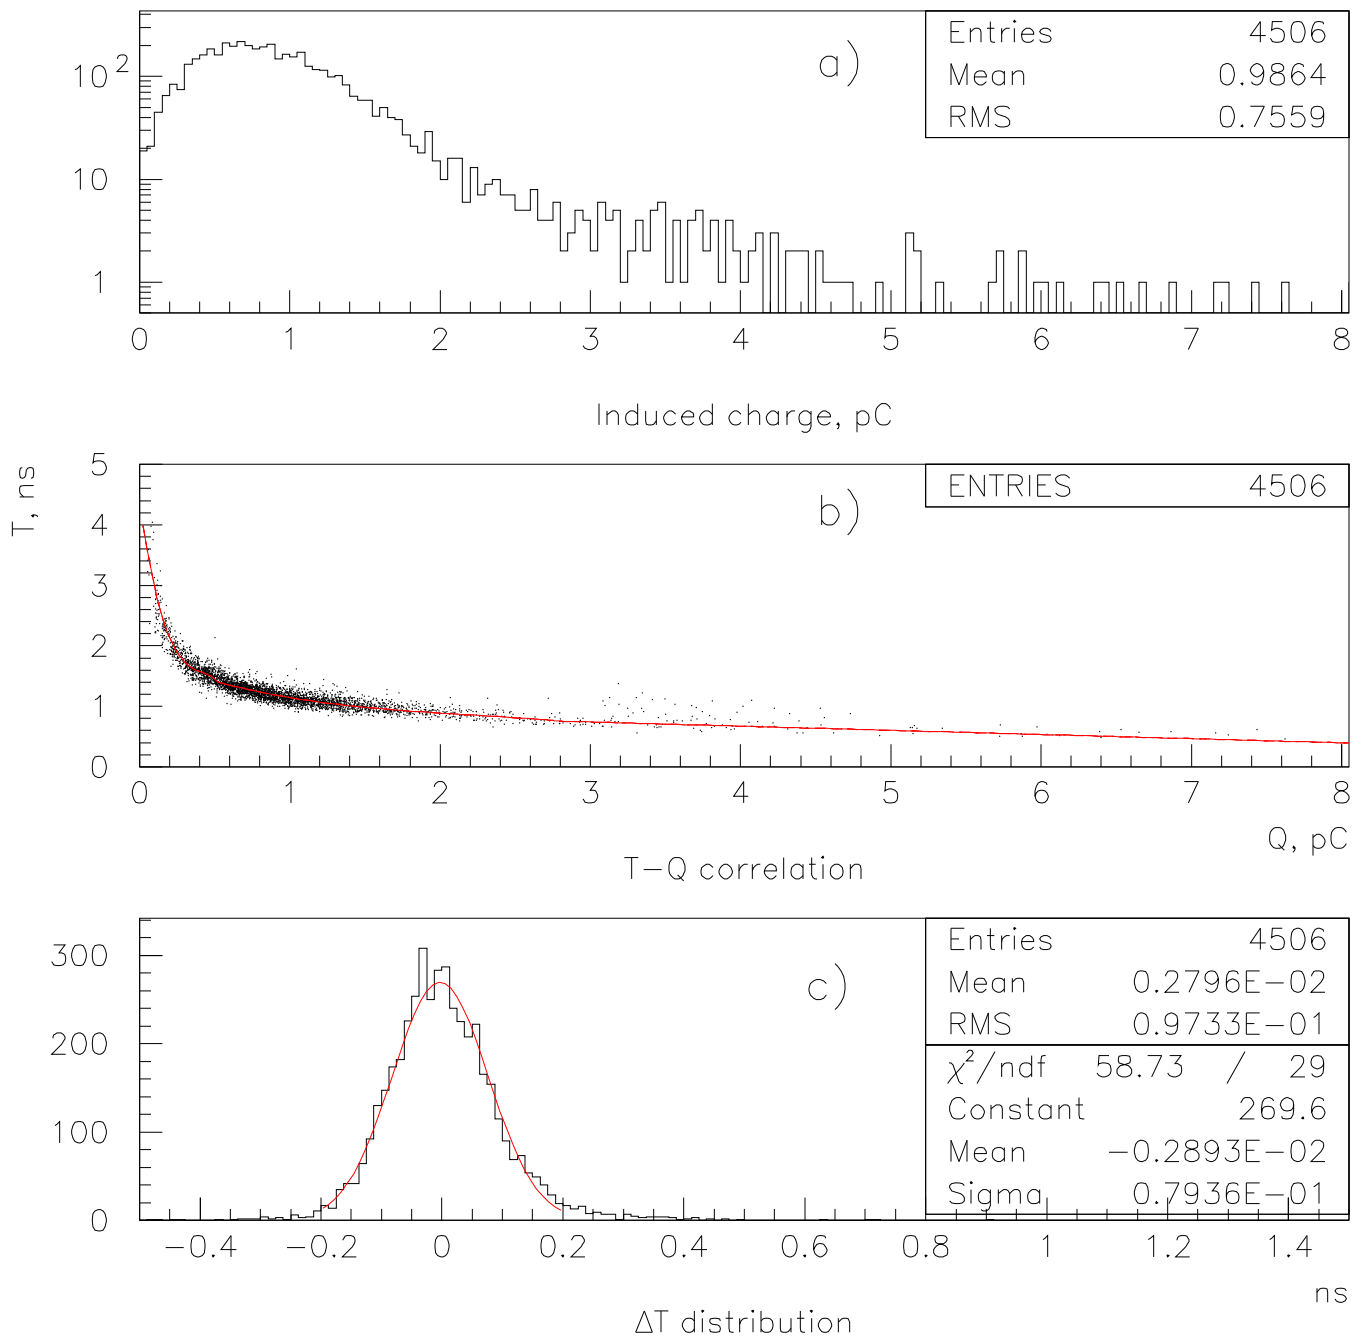 a)
Entries 4506
Mean 0.9864
RMS 0.7559
10²
10
1
0 1 2 3 4 5 6 7 8
Induced charge, pC
T, ns
b)
ENTRIES 4506
5
4
3
2
1
0
0 1 2 3 4 5 6 7 8
Q, pC
T−Q correlation
c)
Entries 4506
Mean 0.2796E−02
RMS 0.9733E−01
χ²/ndf 58.73 / 29
Constant 269.6
Mean −0.2893E−02
Sigma 0.7936E−01
300
200
100
0
−0.4 −0.2 0 0.2 0.4 0.6 0.8 1 1.2 1.4
ns
ΔT distribution